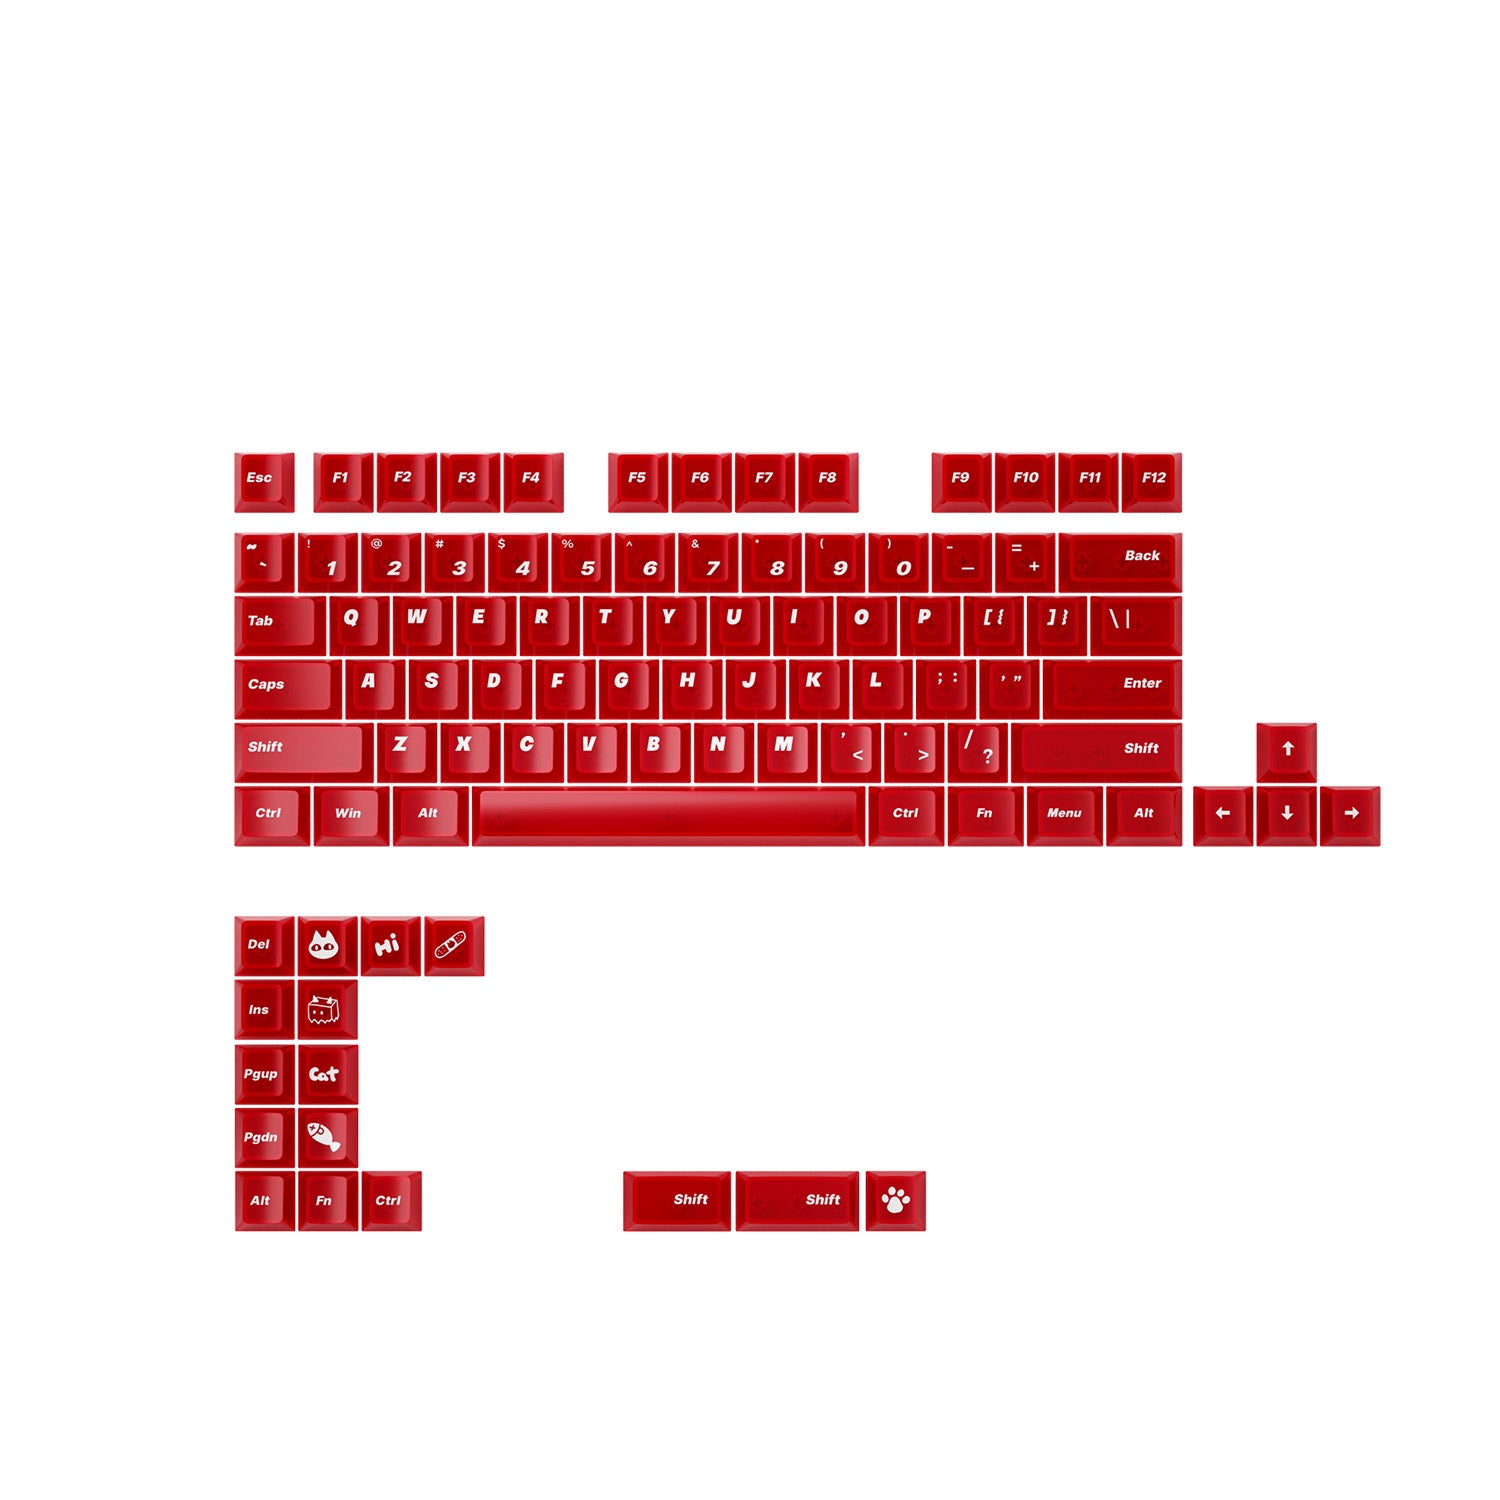 Esc F1 F2 F3 F4 F5 F6 F7 F8 F9 F10 F11 F12
~ ` ! 1 @ 2 # 3 $ 4 % 5 ^ 6 & 7 * 8 ( 9 ) 0 - _ = + Back
Tab Q W E R T Y U I O P [ { ] } \ |
Caps A S D F G H J K L ; : ' " Enter
Shift Z X C V B N M , < . > / ? Shift ↑
Ctrl Win Alt Ctrl Fn Menu Alt ← ↓ →
Del Hi
Ins
Pgup Cat
Pgdn
Alt Fn Ctrl Shift Shift